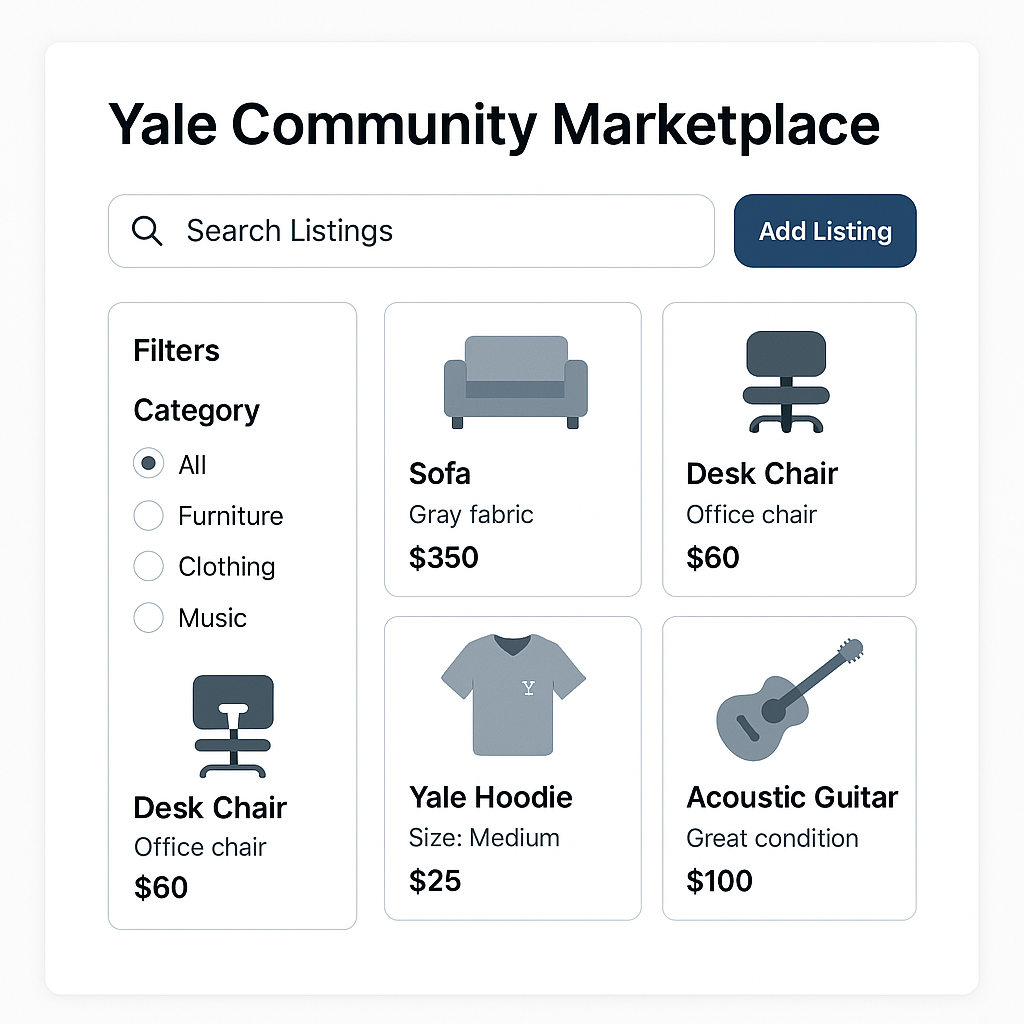 Yale Community Marketplace
Search Listings
Add Listing
Filters
Category
All
Furniture
Clothing
Music
Desk Chair
Office chair
$60
Sofa
Gray fabric
$350
Desk Chair
Office chair
$60
Y
Yale Hoodie
Size: Medium
$25
Acoustic Guitar
Great condition
$100